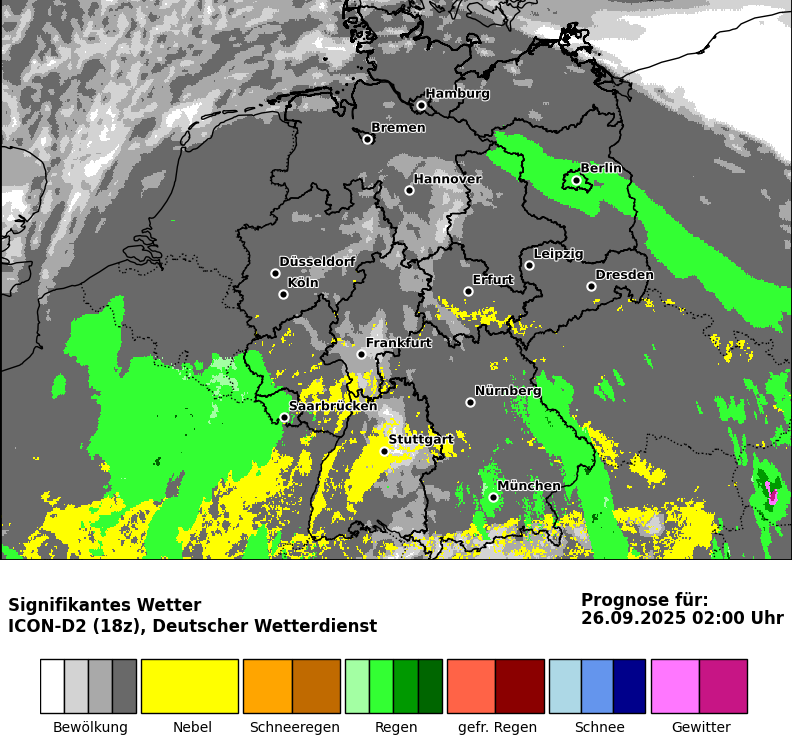 Hamburg
Bremen
Berlin
Hannover
Leipzig
Düsseldorf
Dresden
Köln
Erfurt
Frankfurt
Nürnberg
Saarbrücken
Stuttgart
München
Signifikantes Wetter
ICON-D2 (18z), Deutscher Wetterdienst
Prognose für:
26.09.2025 02:00 Uhr
Bewölkung Nebel Schneeregen Regen gefr. Regen Schnee Gewitter